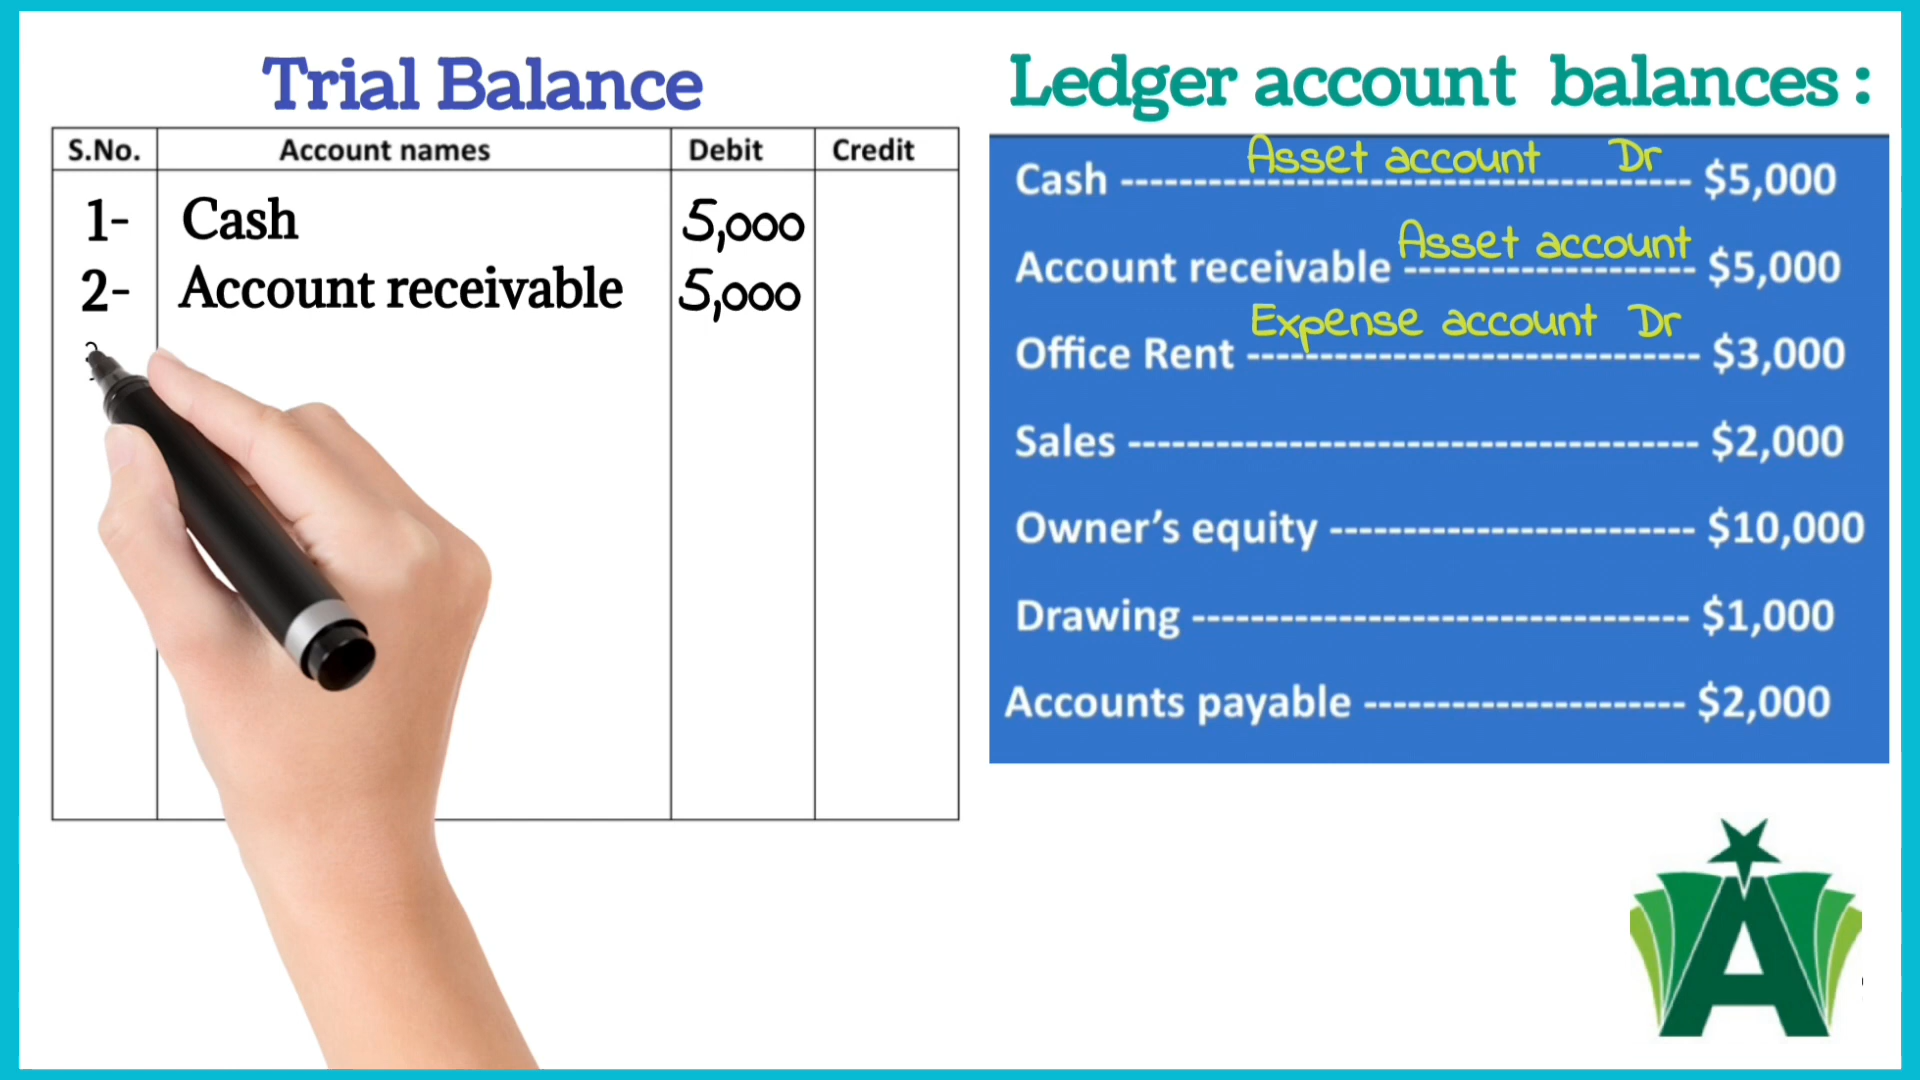 Trial Balance
S.No. Account names Debit Credit
1- Cash 5,000
2- Account receivable 5,000
Ledger account balances :
Asset account Dr
Cash --------------------------------------- $5,000
Asset account
Account receivable -------------------- $5,000
Expense account Dr
Office Rent ------------------------------- $3,000
Sales --------------------------------------- $2,000
Owner's equity ------------------------- $10,000
Drawing ---------------------------------- $1,000
Accounts payable ---------------------- $2,000
A